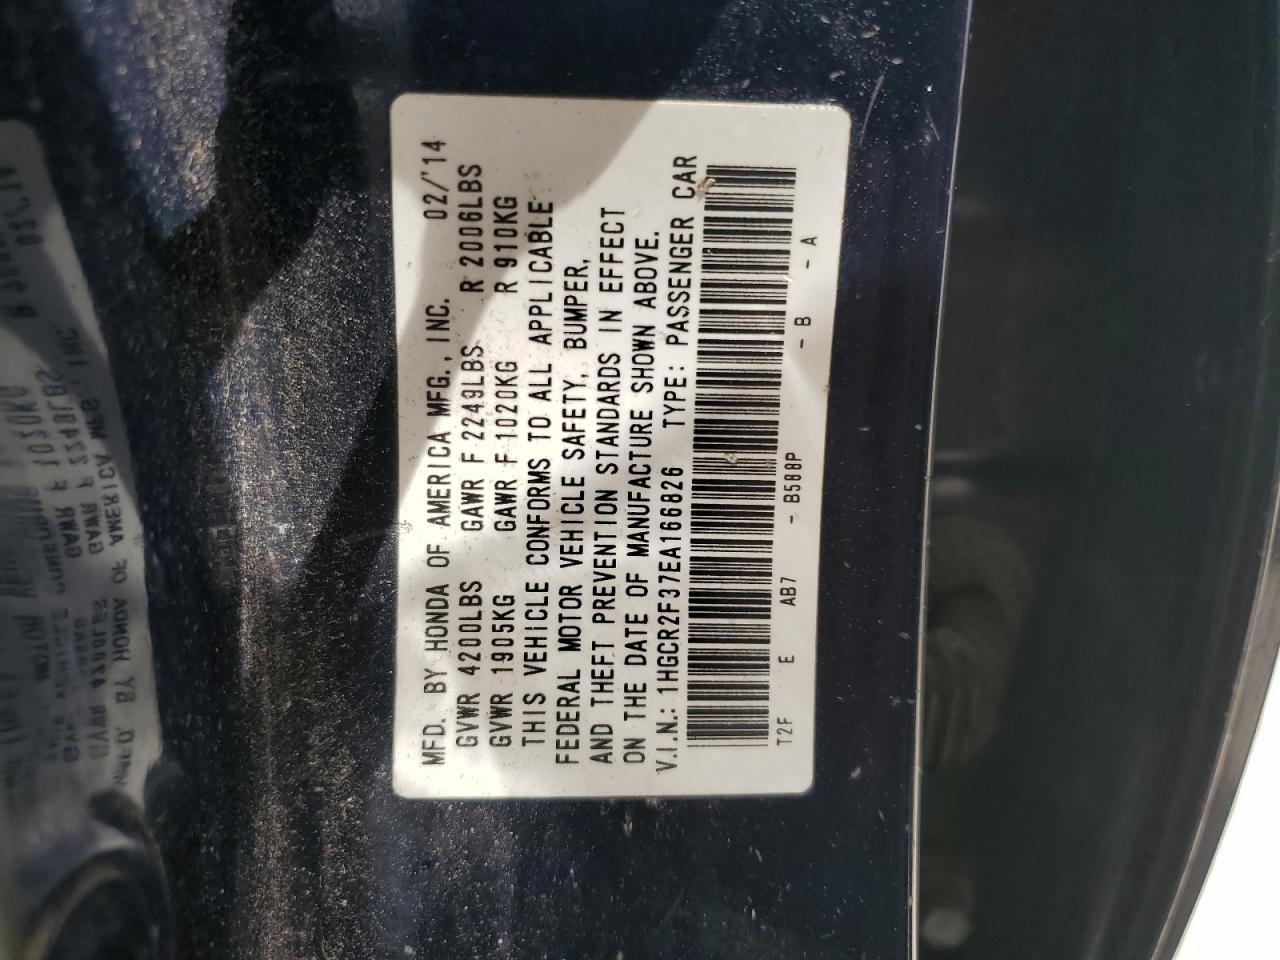 MFD. BY HONDA OF AMERICA MFG., INC. 02/'14
GVWR 4200LBS GAWR F 2249LBS R 2006LBS
GVWR 1905KG GAWR F 1020KG R 910KG
THIS VEHICLE CONFORMS TO ALL APPLICABLE
FEDERAL MOTOR VEHICLE SAFETY, BUMPER,
AND THEFT PREVENTION STANDARDS IN EFFECT
ON THE DATE OF MANUFACTURE SHOWN ABOVE.
V.I.N.: 1HGCR2F37EA166826 TYPE: PASSENGER CAR
T2F E AB7 - B588P - B - A